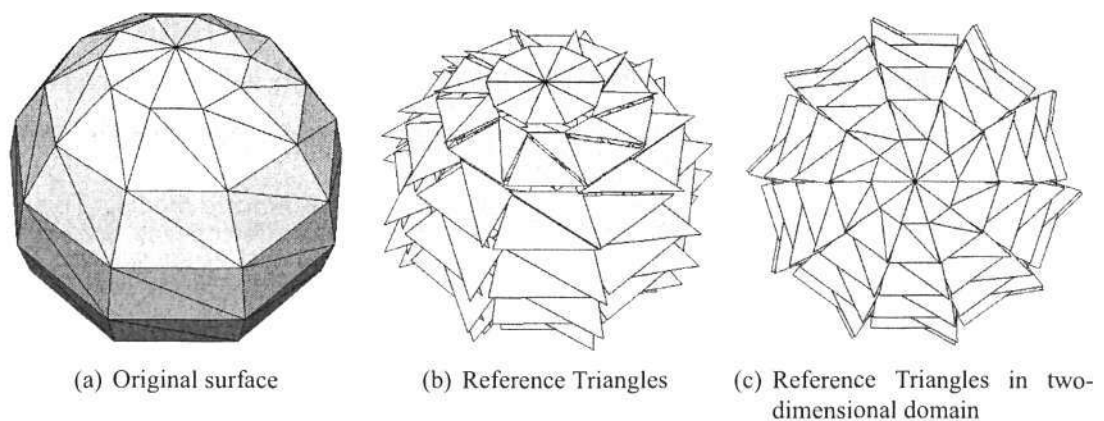 (a) Original surface
(b) Reference Triangles
(c) Reference Triangles in two-
dimensional domain